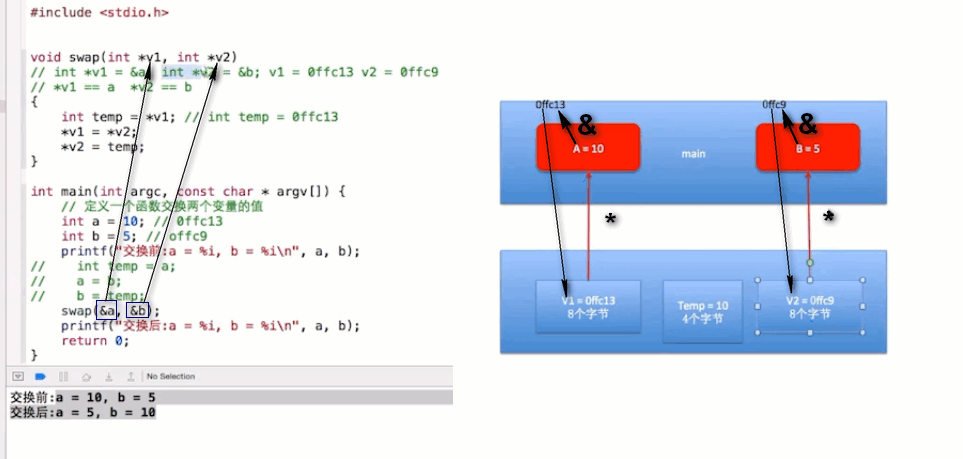 #include <stdio.h>
void swap(int *v1, int *v2)
// int *v1 = &a; int *v2 = &b; v1 = 0ffc13 v2 = 0ffc9
// *v1 == a *v2 == b
{
int temp = *v1; // int temp = 0ffc13
*v1 = *v2;
*v2 = temp;
}
int main(int argc, const char * argv[]) {
// 定义一个函数交换两个变量的值
int a = 10; // 0ffc13
int b = 5; // offc9
printf("交换前:a = %i, b = %i\n", a, b);
// int temp = a;
// a = b;
// b = temp;
swap(&a, &b);
printf("交换后:a = %i, b = %i\n", a, b);
return 0;
}
No Selection
交换前:a = 10, b = 5
交换后:a = 5, b = 10
0ffc13
0ffc9
&
&
A = 10
main
B = 5
*
*
V1 = 0ffc13
8个字节
Temp = 10
4个字节
V2 = 0ffc9
8个字节